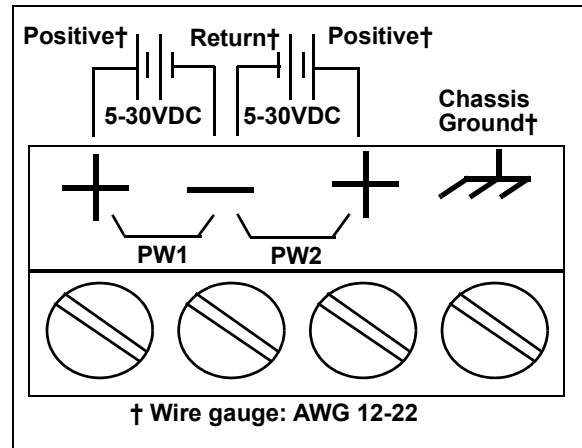 Positive† Return† Positive†
5-30VDC 5-30VDC
Chassis
Ground†
PW1 PW2
† Wire gauge: AWG 12-22